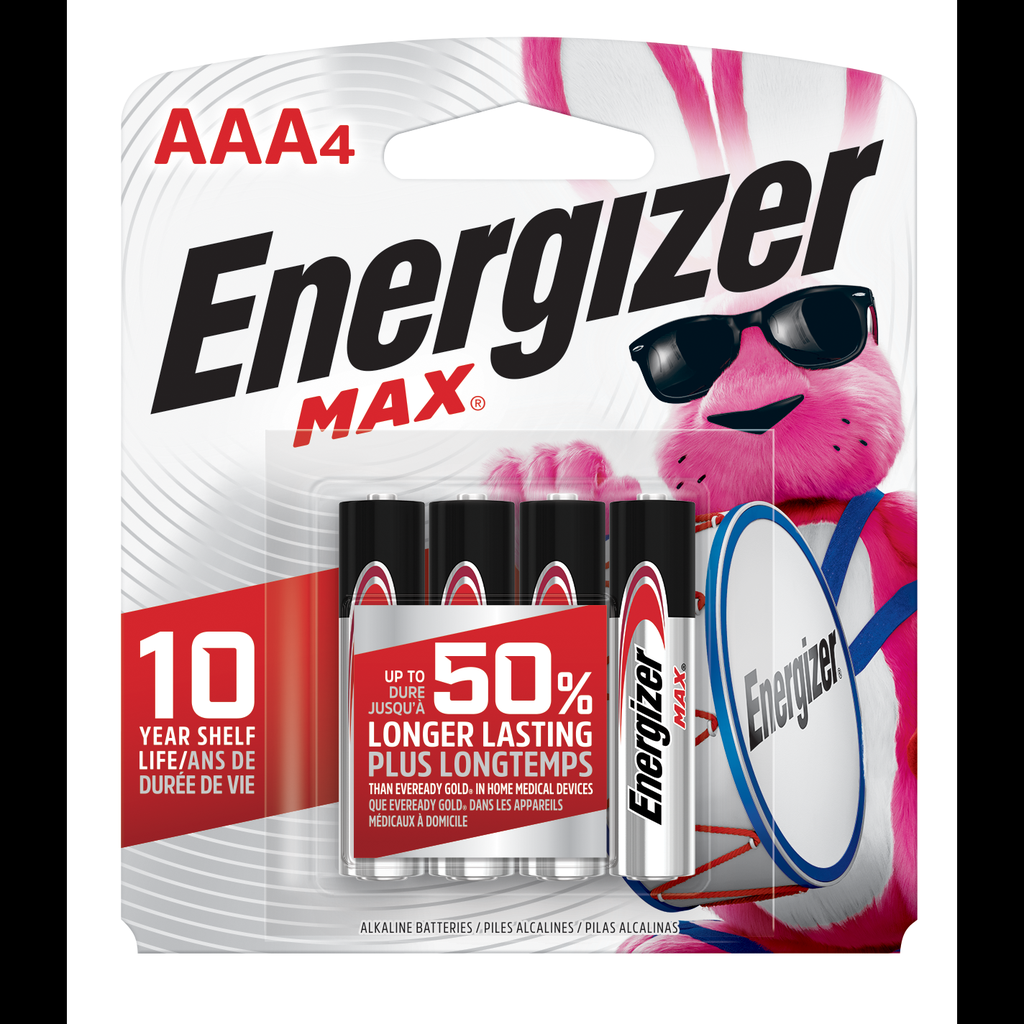 AAA4
Energizer
MAX®
10
YEAR SHELF
LIFE/ANS DE
DURÉE DE VIE
UP TO
DURE
JUSQU'À
50%
LONGER LASTING
PLUS LONGTEMPS
THAN EVEREADY GOLD® IN HOME MEDICAL DEVICES
QUE EVEREADY GOLD® DANS LES APPAREILS
MÉDICAUX À DOMICILE
Energizer
MAX®
Energizer
ALKALINE BATTERIES / PILES ALCALINES / PILAS ALCALINAS